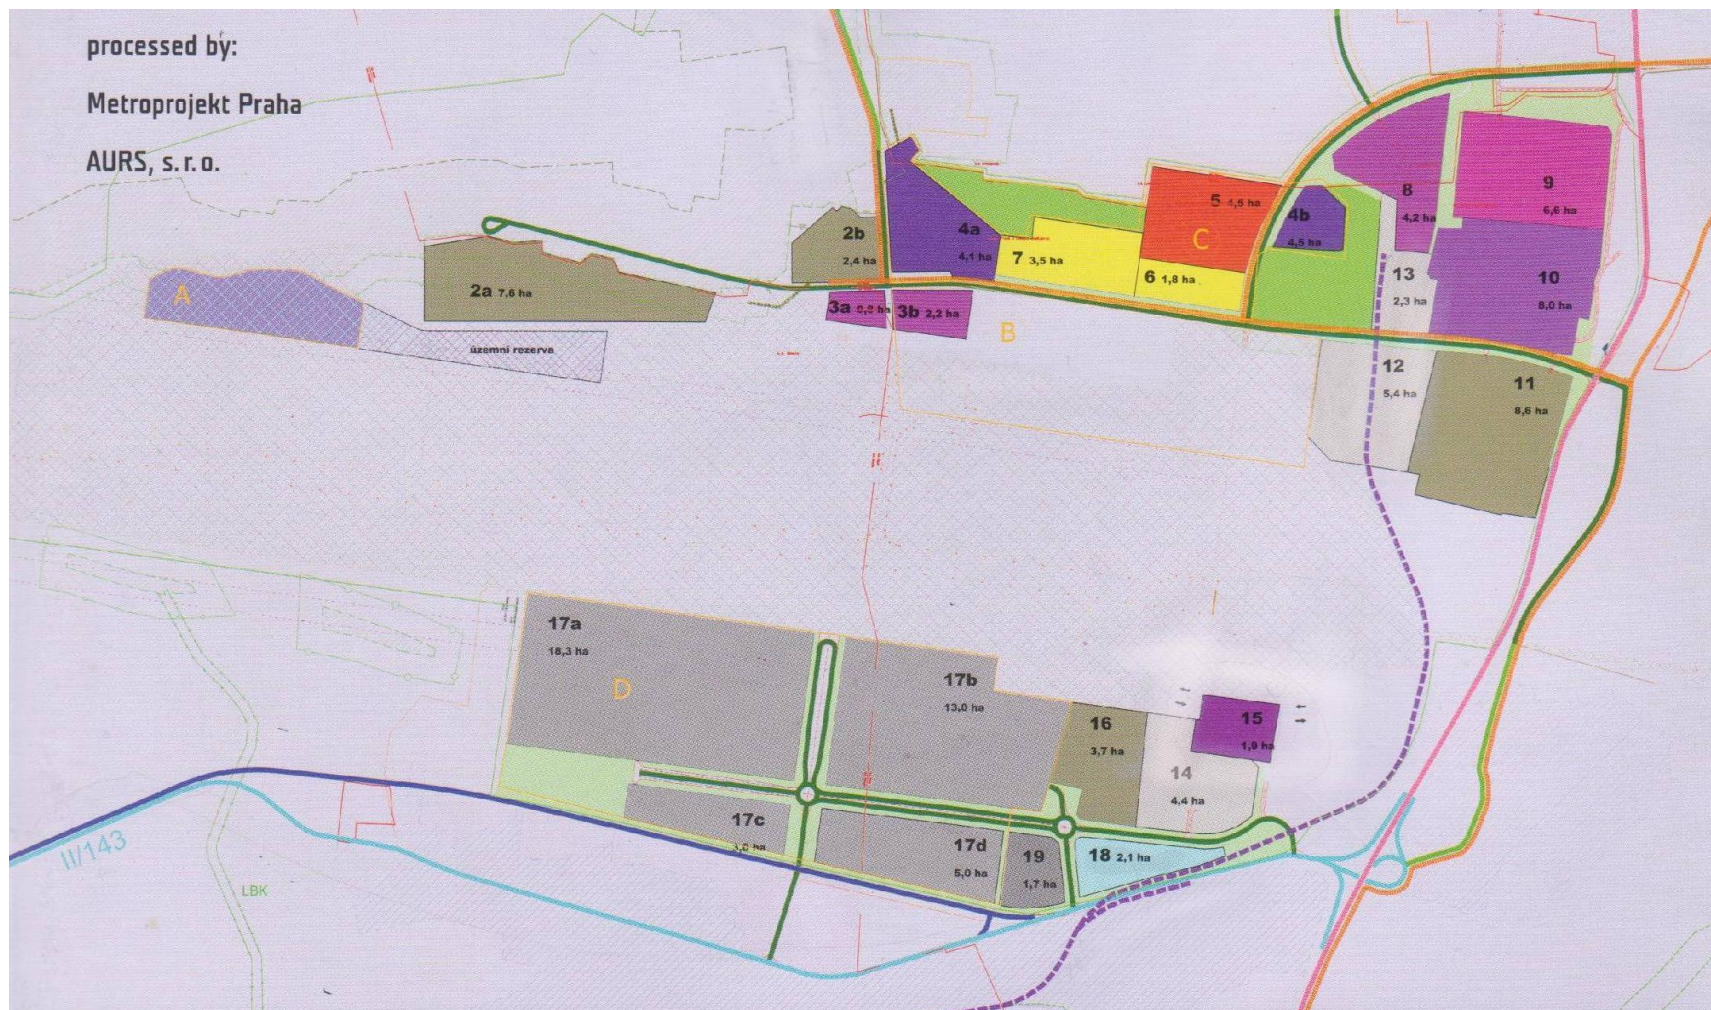 processed by:
Metroprojekt Praha
AURS, s.r.o.
A
2a 7,6 ha
územní rezerva
2b
2,4 ha
3a
3b 2,2 ha
4a
4,1 ha
7 3,5 ha
B
6 1,8 ha
5 4,5 ha
C
4b
4,5 ha
8
4,2 ha
9
6,6 ha
10
8,0 ha
13
2,3 ha
12
5,4 ha
11
8,6 ha
17a
18,3 ha
D
17b
13,0 ha
16
3,7 ha
15
1,9 ha
14
4,4 ha
17c
3,0 ha
17d
5,0 ha
19
1,7 ha
18 2,1 ha
II/143
LBK